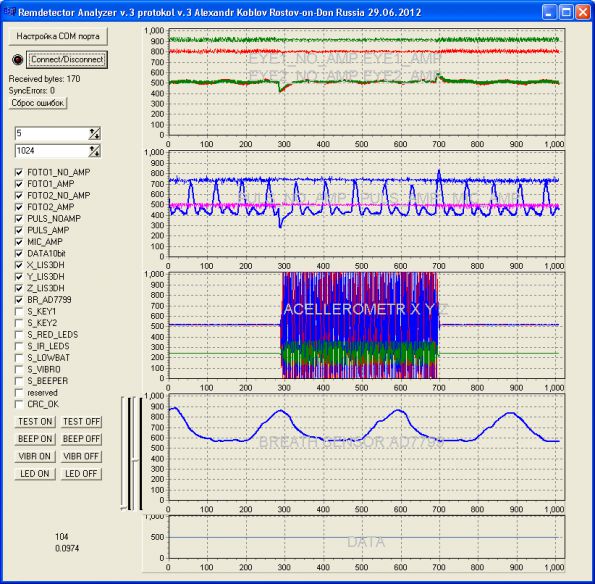 Remdetector Analyzer v.3 protokol v.3 Alexandr Koblov Rostov-on-Don Russia 29.06.2012
Настройка COM порта
Connect/Disconnect
Received bytes: 170
SyncErrors: 0
Сброс ошибок
5
1024
FOTO1_NO_AMP
FOTO1_AMP
FOTO2_NO_AMP
FOTO2_AMP
PULS_NOAMP
PULS_AMP
MIC_AMP
DATA10bit
X_LIS3DH
Y_LIS3DH
Z_LIS3DH
BR_AD7799
S_KEY1
S_KEY2
S_RED_LEDS
S_IR_LEDS
S_LOWBAT
S_VIBRO
S_BEEPER
reserved
CRC_OK
TEST ON TEST OFF
BEEP ON BEEP OFF
VIBR ON VIBR OFF
LED ON LED OFF
104
0.0974
1,000
900
800
700
600
500
400
300
200
100
0
EYE1_NO_AMP EYE1_AMP
EYE2_NO_AMP EYE2_AMP
0 100 200 300 400 500 600 700 800 900 1,000
1,000
900
800
700
600
500
400
300
200
100
0
PULS_AMP
0 100 200 300 400 500 600 700 800 900 1,000
1,000
900
800
700
600
500
400
300
200
100
0
ACELLEROMETR X Y
0 100 200 300 400 500 600 700 800 900 1,000
1,000
900
800
700
600
500
400
300
200
100
0
BREATH SENSOR AD7799
0 100 200 300 400 500 600 700 800 900 1,000
1,000
500
0
DATA
0 100 200 300 400 500 600 700 800 900 1,000